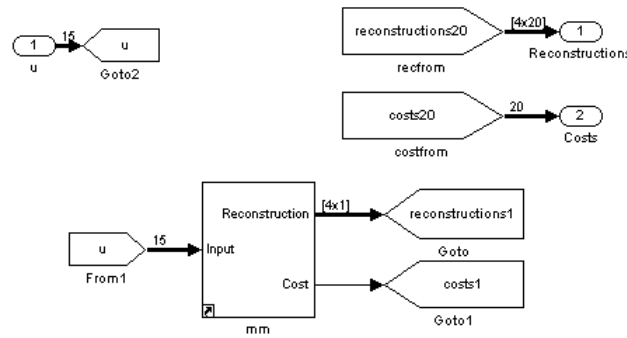 1
15
u
u
Goto2
reconstructions20
[4x20]
1
recfrom
Reconstructions
costs20
20
2
costfrom
Costs
u
15
From1
Reconstruction
Input
Cost
mm
[4x1]
reconstructions1
Goto
costs1
Goto1